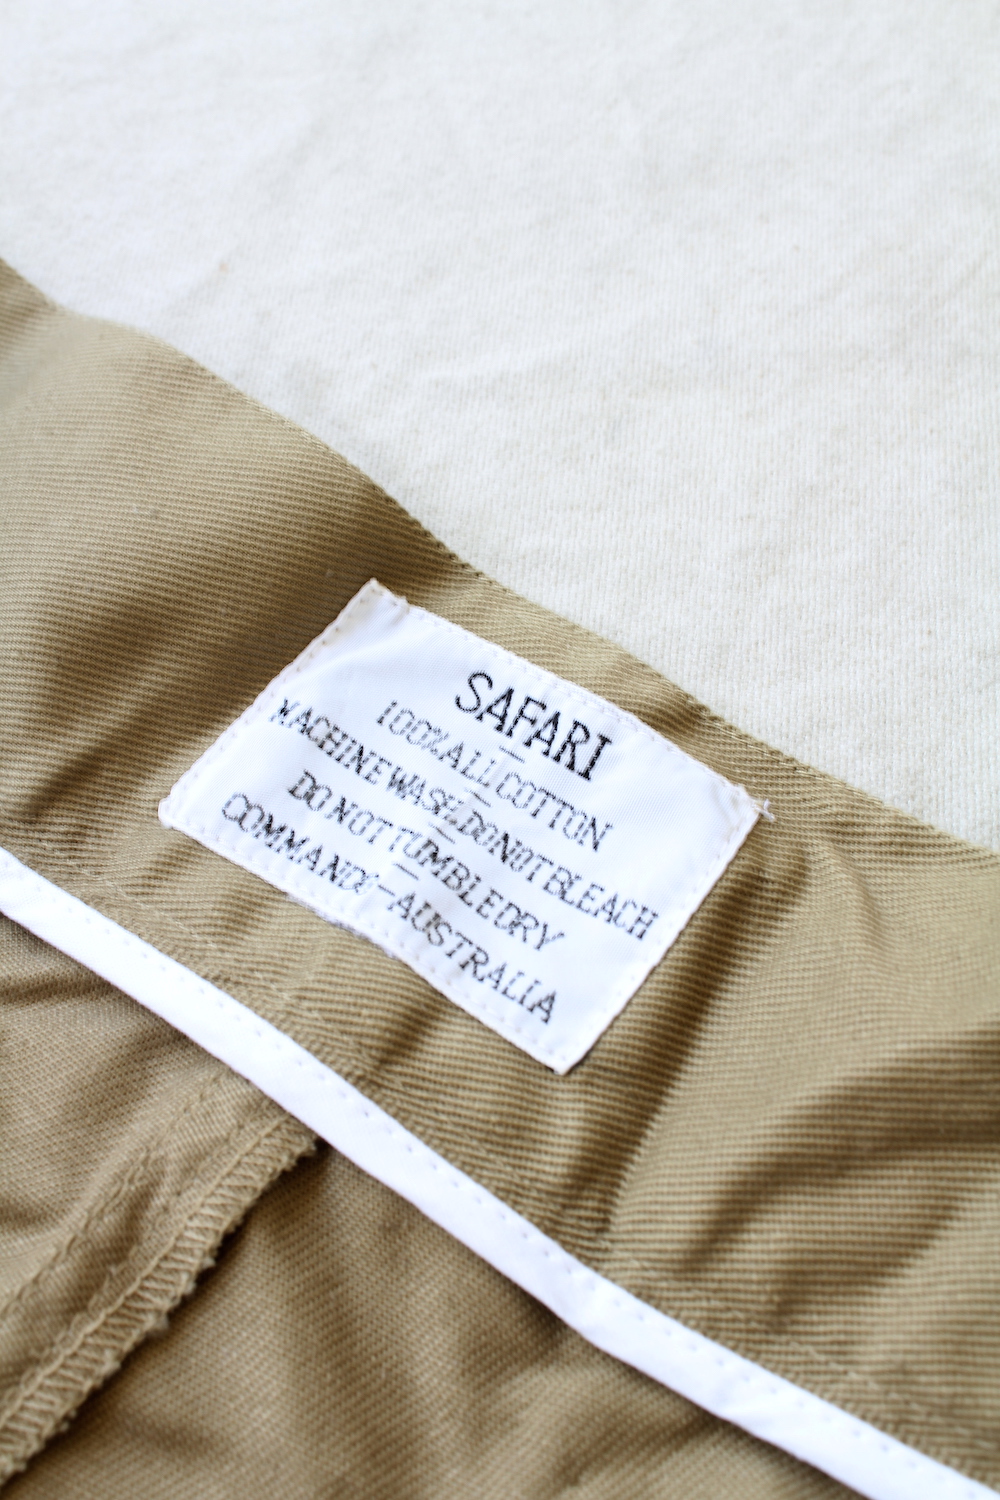 SAFARI
—
100% ALL COTTON
—
MACHINE WASH. DO NOT BLEACH
—
DO NOT TUMBLE DRY
—
COMMANDO-AUSTRALIA